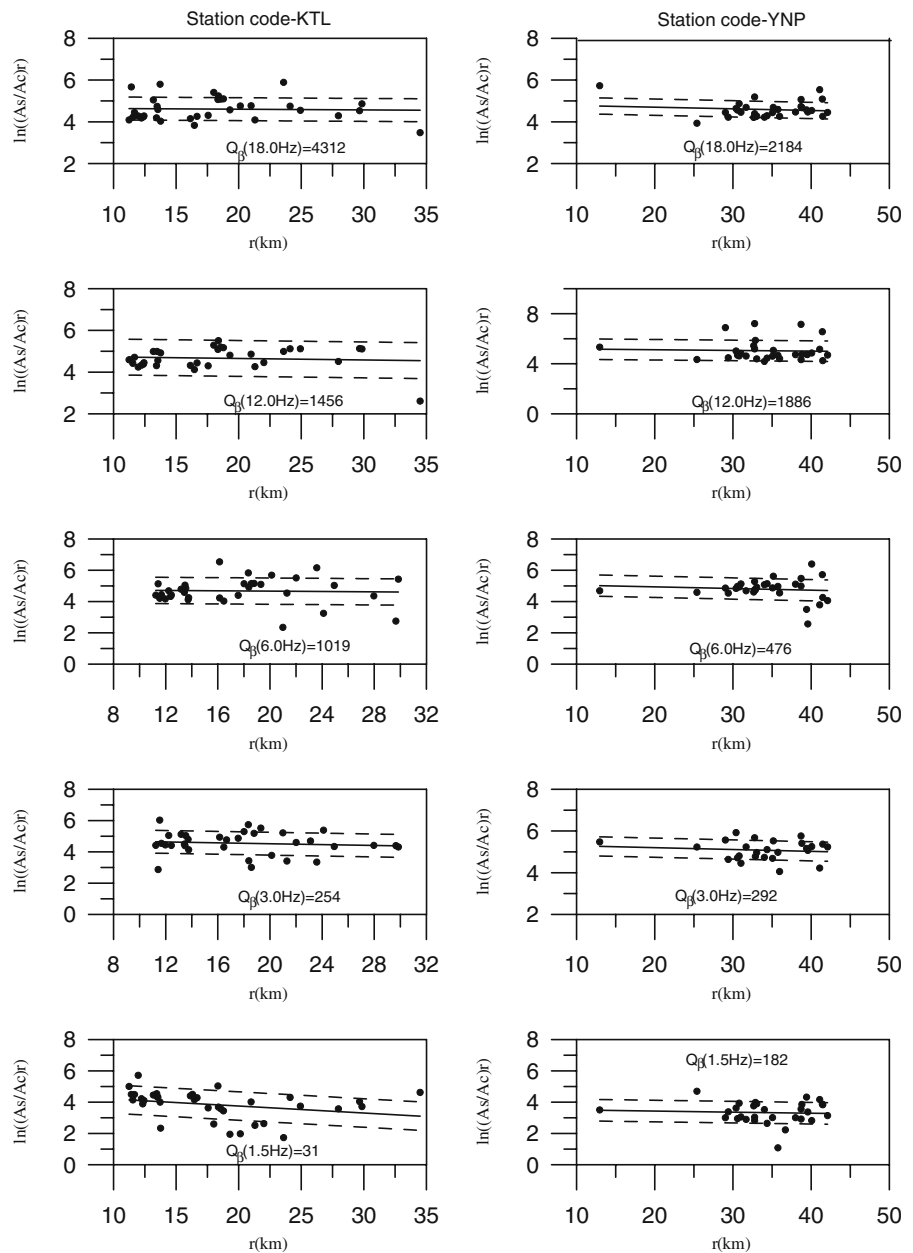 Station code-KTL
Station code-YNP
ln((As/Ac)r)
8
6
4
2
Qβ(18.0Hz)=4312
10 15 20 25 30 35
r(km)
ln((As/Ac)r)
8
6
4
2
Qβ(18.0Hz)=2184
10 20 30 40 50
r(km)
ln((As/Ac)r)
8
6
4
2
Qβ(12.0Hz)=1456
10 15 20 25 30 35
r(km)
ln((As/Ac)r)
8
4
0
Qβ(12.0Hz)=1886
10 20 30 40 50
r(km)
ln((As/Ac)r)
8
6
4
2
0
Qβ(6.0Hz)=1019
8 12 16 20 24 28 32
r(km)
ln((As/Ac)r)
8
6
4
2
0
Qβ(6.0Hz)=476
10 20 30 40 50
r(km)
ln((As/Ac)r)
8
6
4
2
0
Qβ(3.0Hz)=254
8 12 16 20 24 28 32
r(km)
ln((As/Ac)r)
8
6
4
2
Qβ(3.0Hz)=292
10 20 30 40 50
r(km)
ln((As/Ac)r)
8
6
4
2
0
Qβ(1.5Hz)=31
10 15 20 25 30 35
r(km)
ln((As/Ac)r)
8
6
4
2
0
Qβ(1.5Hz)=182
10 20 30 40 50
r(km)